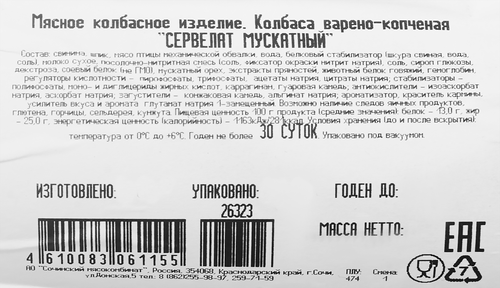 Мясное колбасное изделие. Колбаса варено-копченая
"СЕРВЕЛАТ МУСКАТНЫЙ"
Состав: свинина, шпик, мясо птицы механической обвалки, вода, белковый стабилизатор (шкура свиная, вода,
соль), молоко сухое, посолочно-нитритная смесь (соль, фиксатор окраски нитрит натрия), соль, сироп глюкозы,
декстроза, соевый белок (не ГМО), мускатный орех, экстракты пряностей, животный белок говяжий, гемоглобин,
регуляторы кислотности - пирофосфаты, трифосфаты, ацетаты натрия, цитраты натрия; стабилизаторы -
полифосфаты, моно- и диглицериды жирных кислот, каррагинан, гуаровая камедь, антиокислители - изоаскорбат
натрия, аскорбат натрия, загустители - конжаковая камедь, альгинат натрия; ароматизатор, краситель кармины,
усилитель вкуса и аромата глутамат натрия 1-замещенный. Возможно наличие следов яичных продуктов,
глютена, горчицы, сельдерея, кунжута. Пищевая ценность 100 г продукта (средние значения): белок - 13,0 г, жир
- 25,0 г, энергетическая ценность (калорийность) - 1163кДж/281ккал. Условия хранения (до и после вскрытия):
температура от 0°С до +6°С. Годен не более 30 СУТОК Упаковано под вакуумом.
ИЗГОТОВЛЕНО: УПАКОВАНО: ГОДЕН ДО:
26323
МАССА НЕТТО:
4 610083 061155
АО "Сочинский мясокомбинат", Россия, 354068, Краснодарский край, г.Сочи, ПЛУ: Смена:
ул.Донская,5 тел. 8 (862)255-98-97, 259-71-59 474 1
ЕАС
7